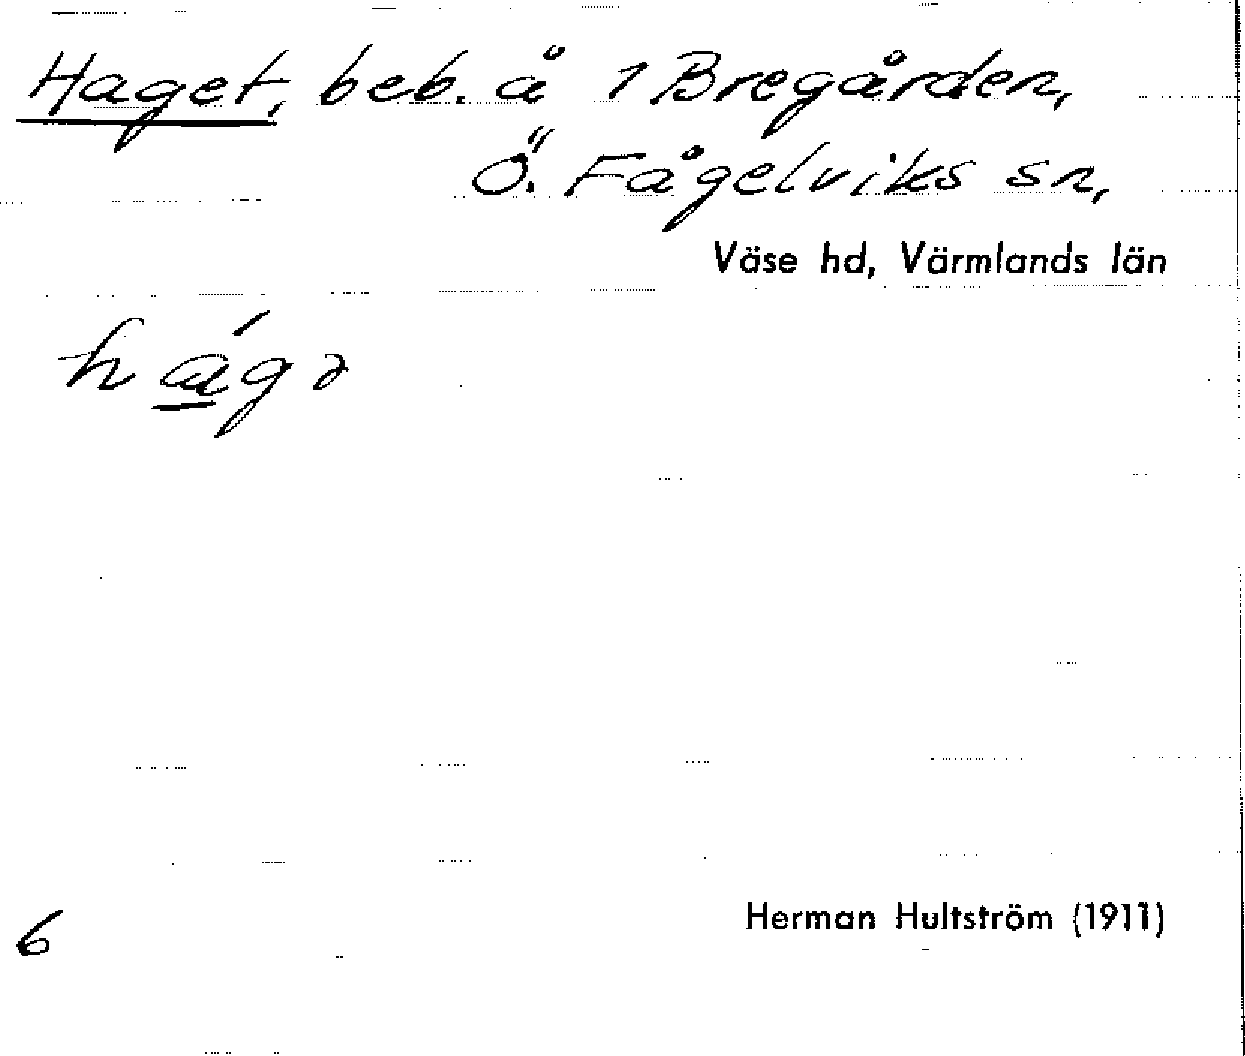 Haget, beb. å 1 Bregården,
Ö. Fågelviks sn,
Väse hd, Värmlands län
hágə
6
Herman Hultström (1911)